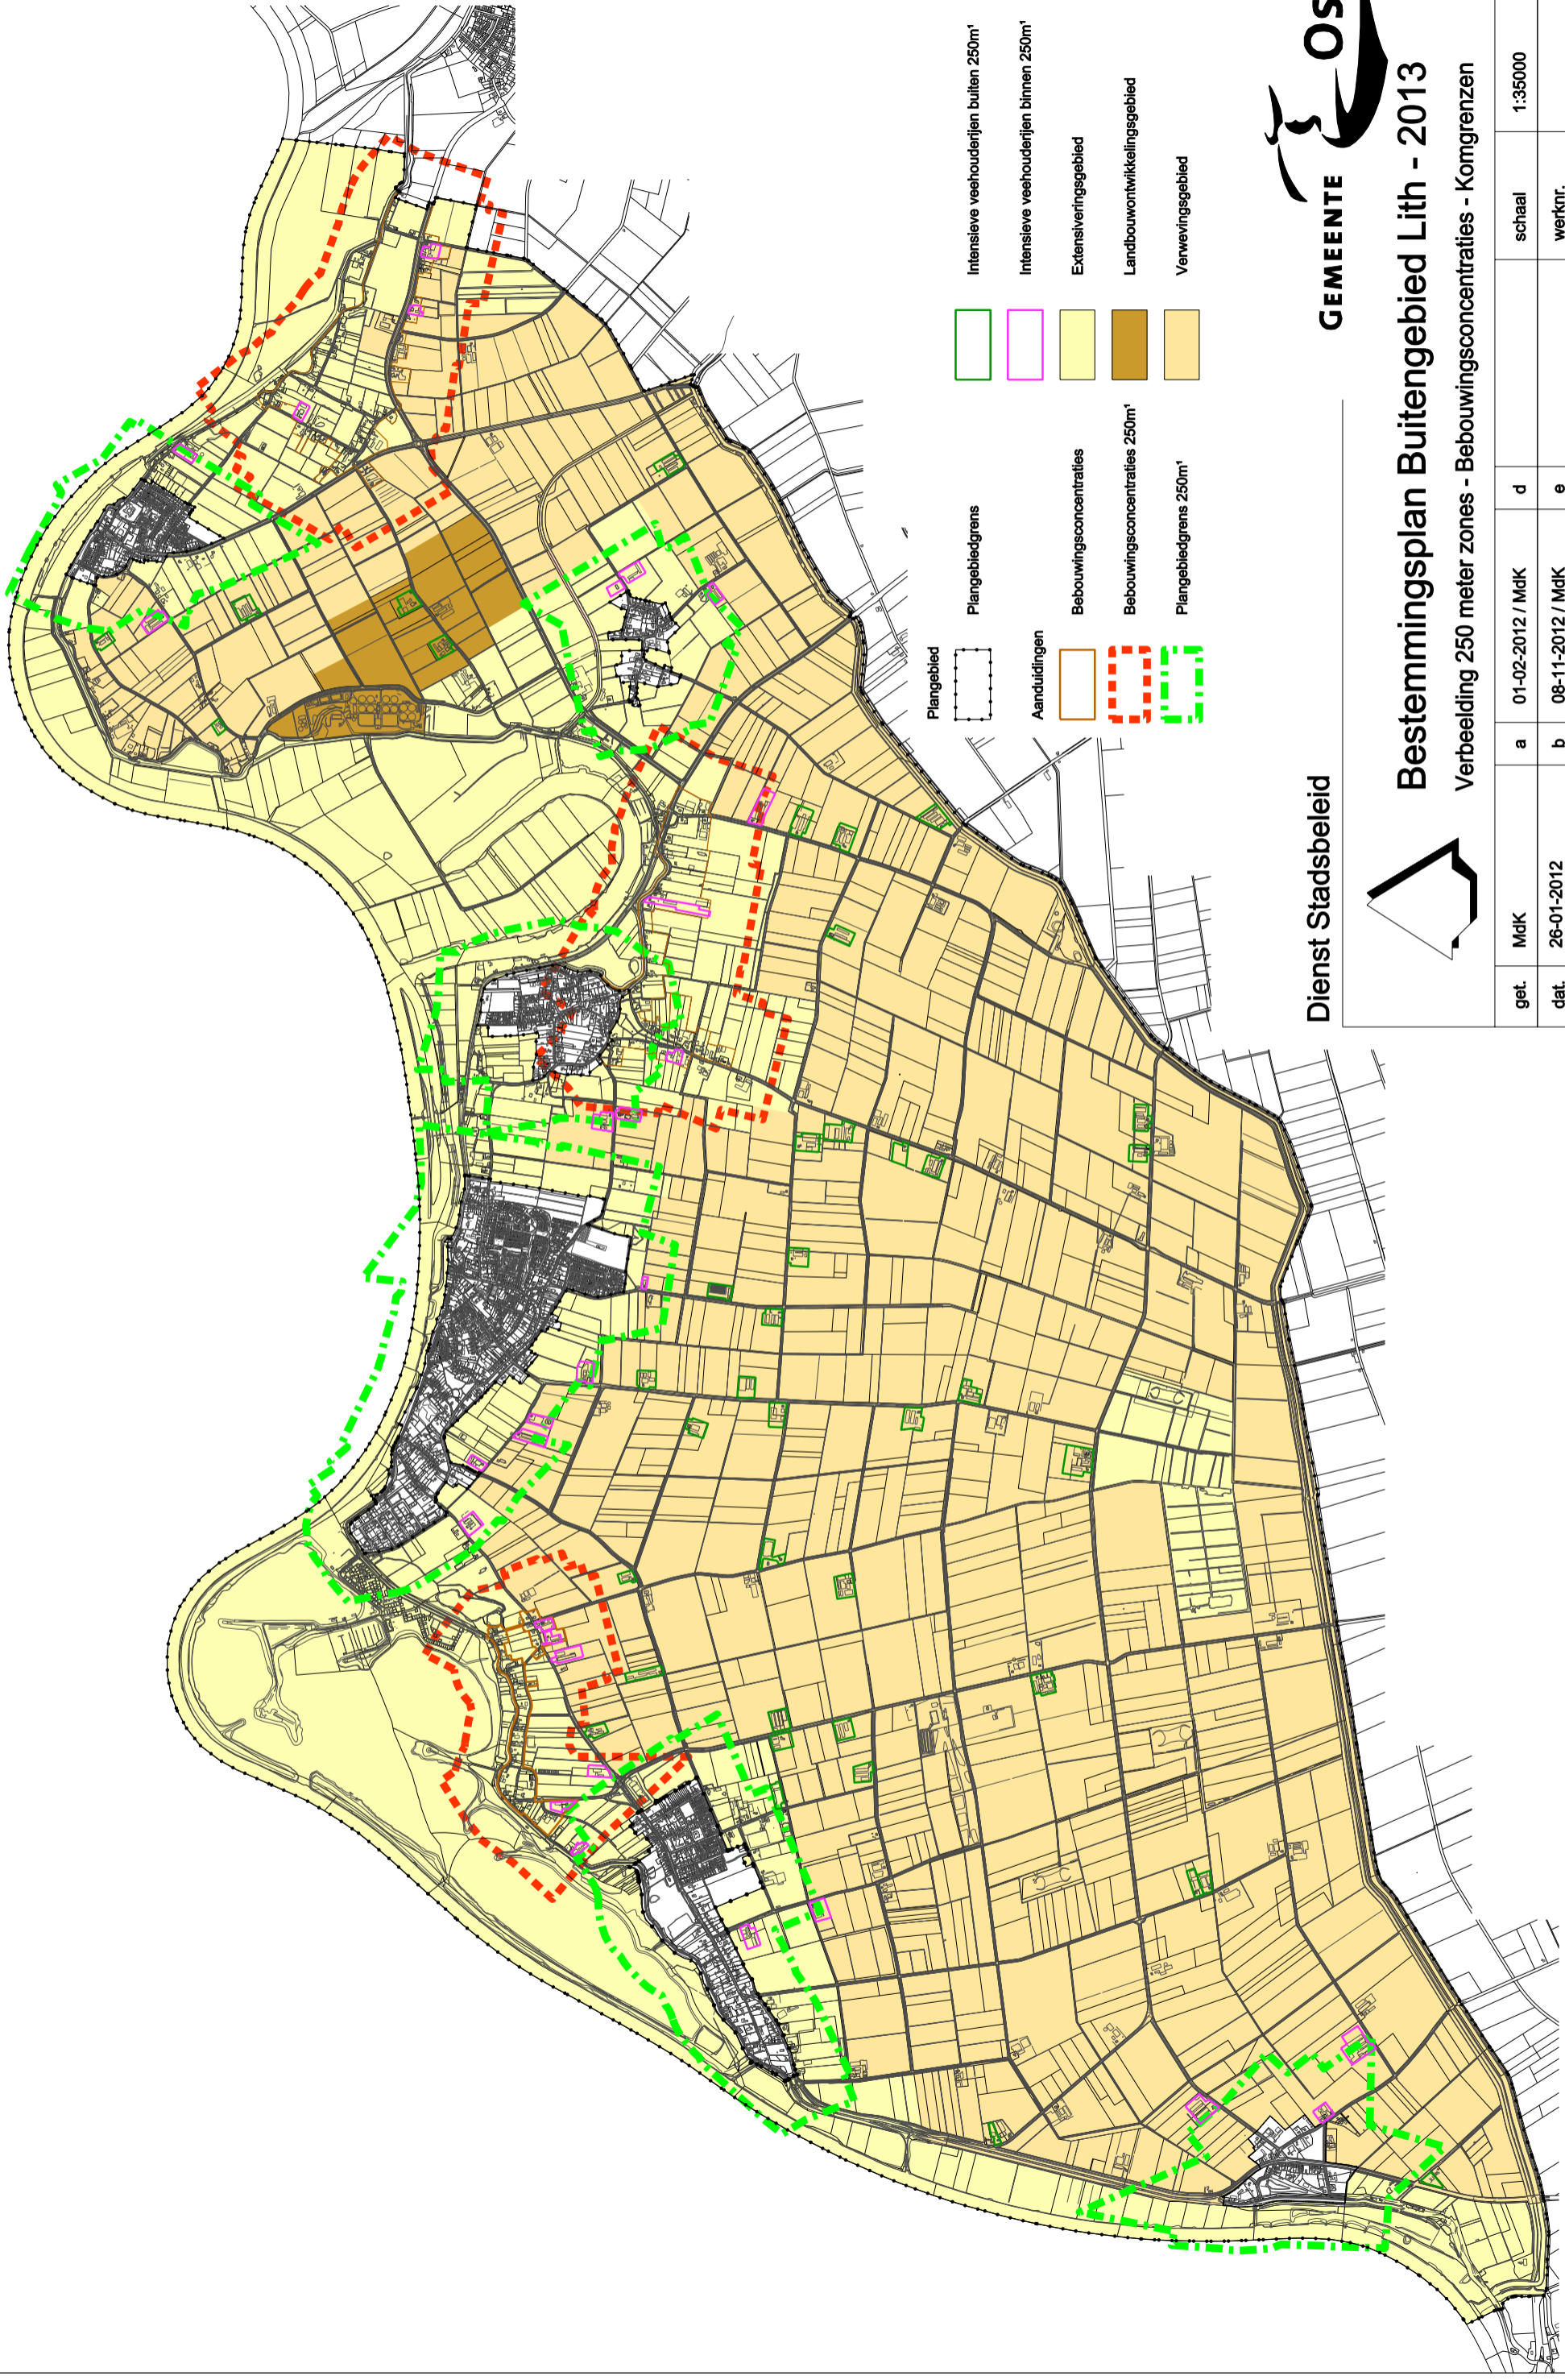 Plangebied
Plangebiedgrens
Aanduidingen
Bebouwingsconcentraties
Bebouwingsconcentraties 250m¹
Plangebiedgrens 250m¹
Intensieve veehouderijen buiten 250m¹
Intensieve veehouderijen binnen 250m¹
Extensiveringsgebied
Landbouwontwikkelingsgebied
Verwevingsgebied
Dienst Stadsbeleid
GEMEENTE Os
Bestemmingsplan Buitengebied Lith - 2013
Verbeelding 250 meter zones - Bebouwingsconcentraties - Komgrenzen
get. MdK a 01-02-2012 / MdK d schaal 1:35000
dat. 26-01-2012 b 08-11-2012 / MdK e werknr.